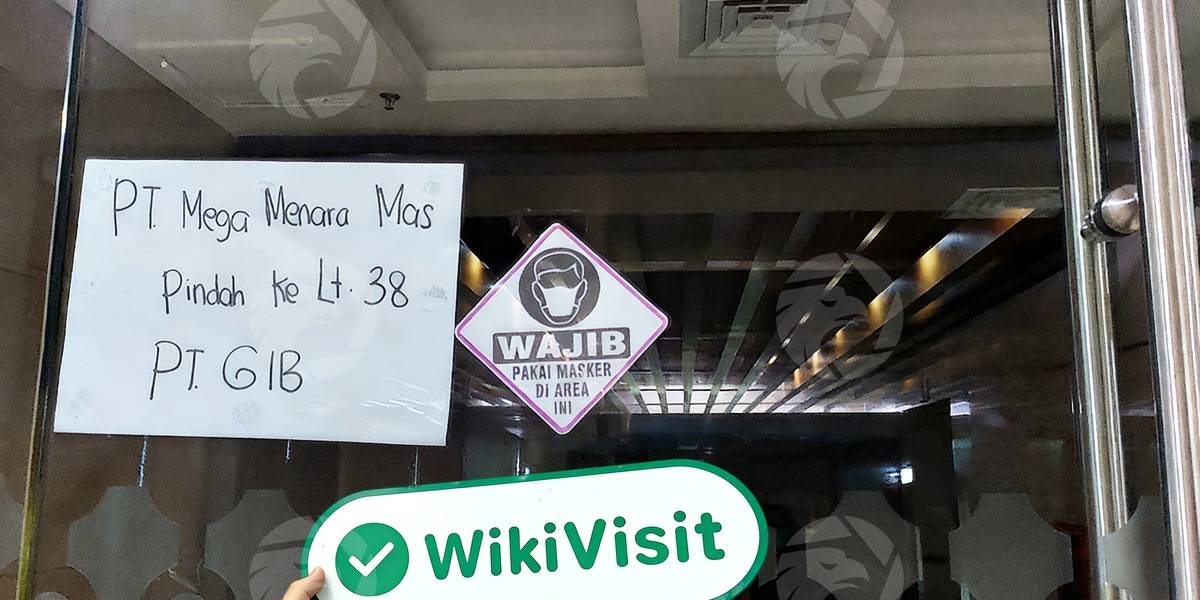 PT. Mega Menara Mas
Pindah ke Lt. 38
PT. GIB
WAJIB
PAKAI MASKER
DI AREA
INI
WikiVisit